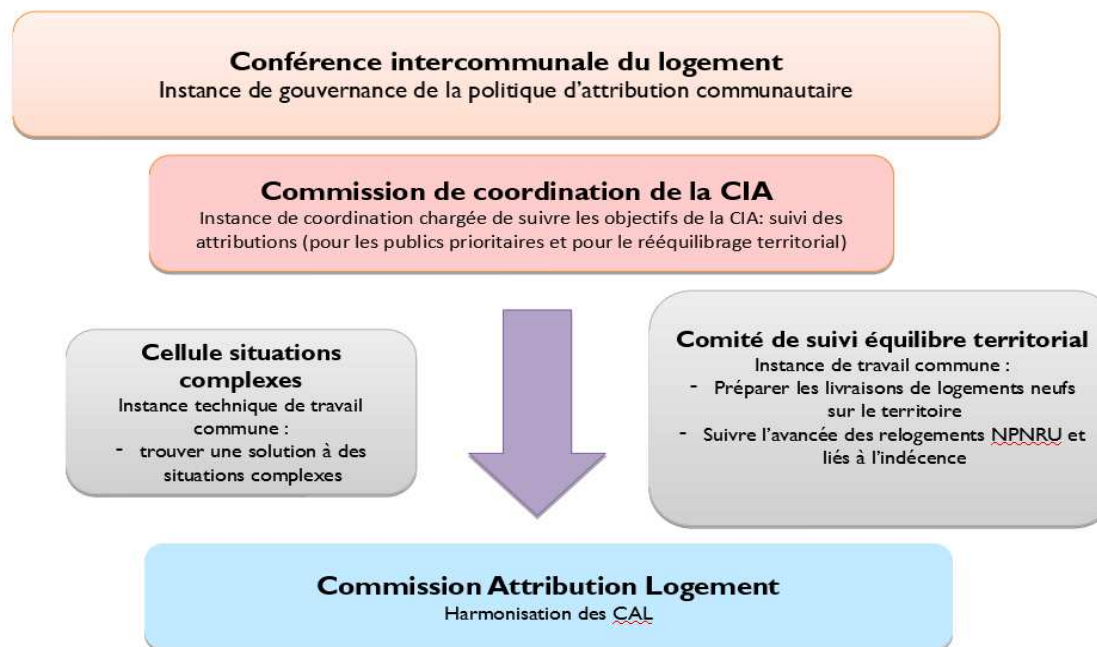 Conférence intercommunale du logement
Instance de gouvernance de la politique d'attribution communautaire
Commission de coordination de la CIA
Instance de coordination chargée de suivre les objectifs de la CIA: suivi des
attributions (pour les publics prioritaires et pour le rééquilibrage territorial)
Cellule situations
complexes
Instance technique de travail
commune :
- trouver une solution à des
situations complexes
Comité de suivi équilibre territorial
Instance de travail commune :
- Préparer les livraisons de logements neufs
sur le territoire
- Suivre l'avancée des relogements NPNRU et
liés à l'indécence
Commission Attribution Logement
Harmonisation des CAL